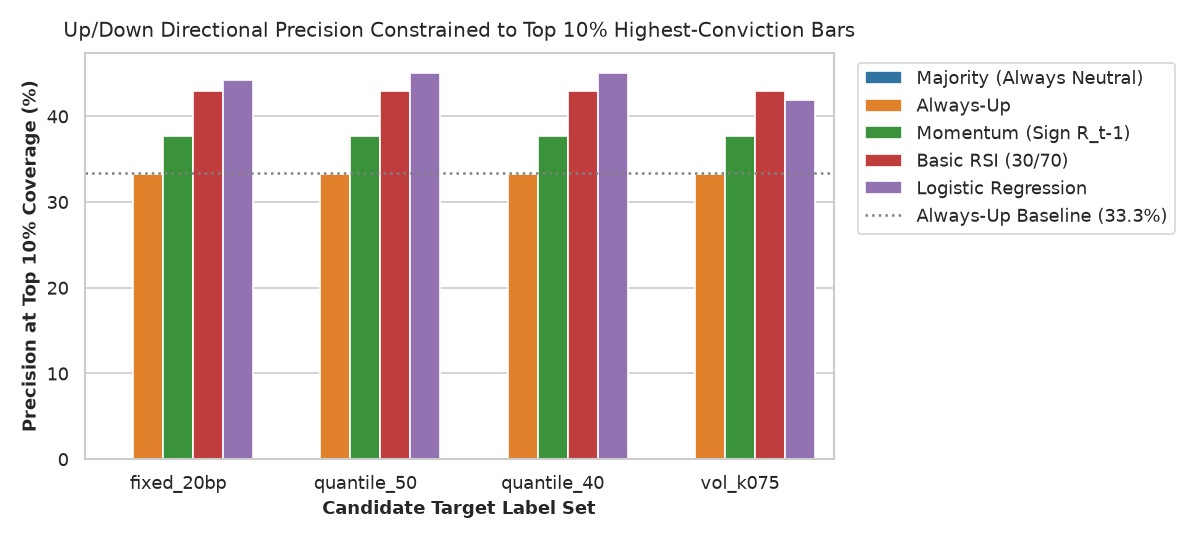 Up/Down Directional Precision Constrained to Top 10% Highest-Conviction Bars
Precision at Top 10% Coverage (%)
40
30
20
10
0
fixed_20bp
quantile_50
quantile_40
vol_k075
Candidate Target Label Set
Majority (Always Neutral)
Always-Up
Momentum (Sign R_t-1)
Basic RSI (30/70)
Logistic Regression
Always-Up Baseline (33.3%)